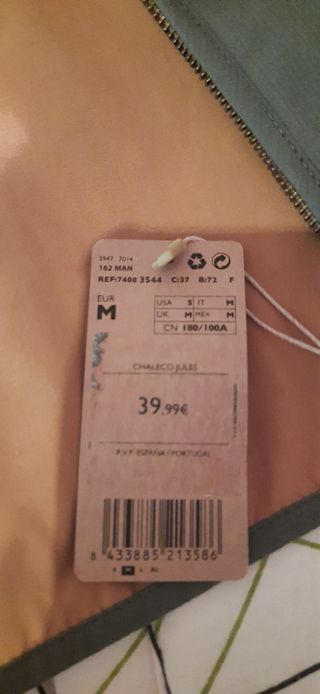 5947 7014
162 MAN
REF:7408 3544 C:37 B:72 F
EUR
M
USA S IT M
UK M MEX M
CN 180/100A
CHALECO JULES
39.99€
P.V.P. ESPAÑA / PORTUGAL
8 433885 213586
S M L XL